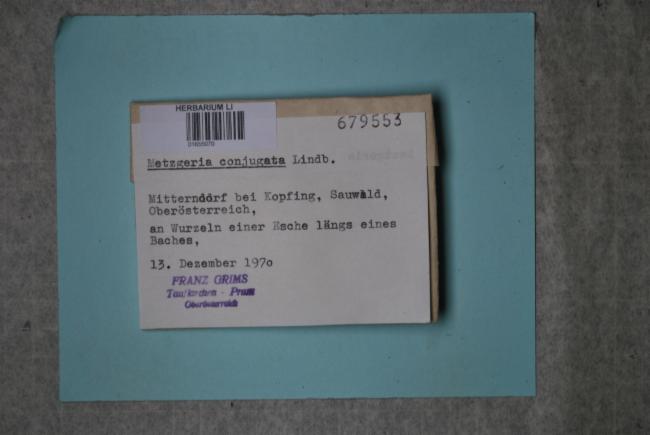 HERBARIUM LI
679553
Metzgeria conjugata Lindb.
Mitterndorf bei Kopfing, Sauwald,
Oberösterreich,
an Wurzeln einer Esche längs eines
Baches,
13. Dezember 1970
FRANZ GRIMS
Taufkirchen - Pram
Oberösterreich